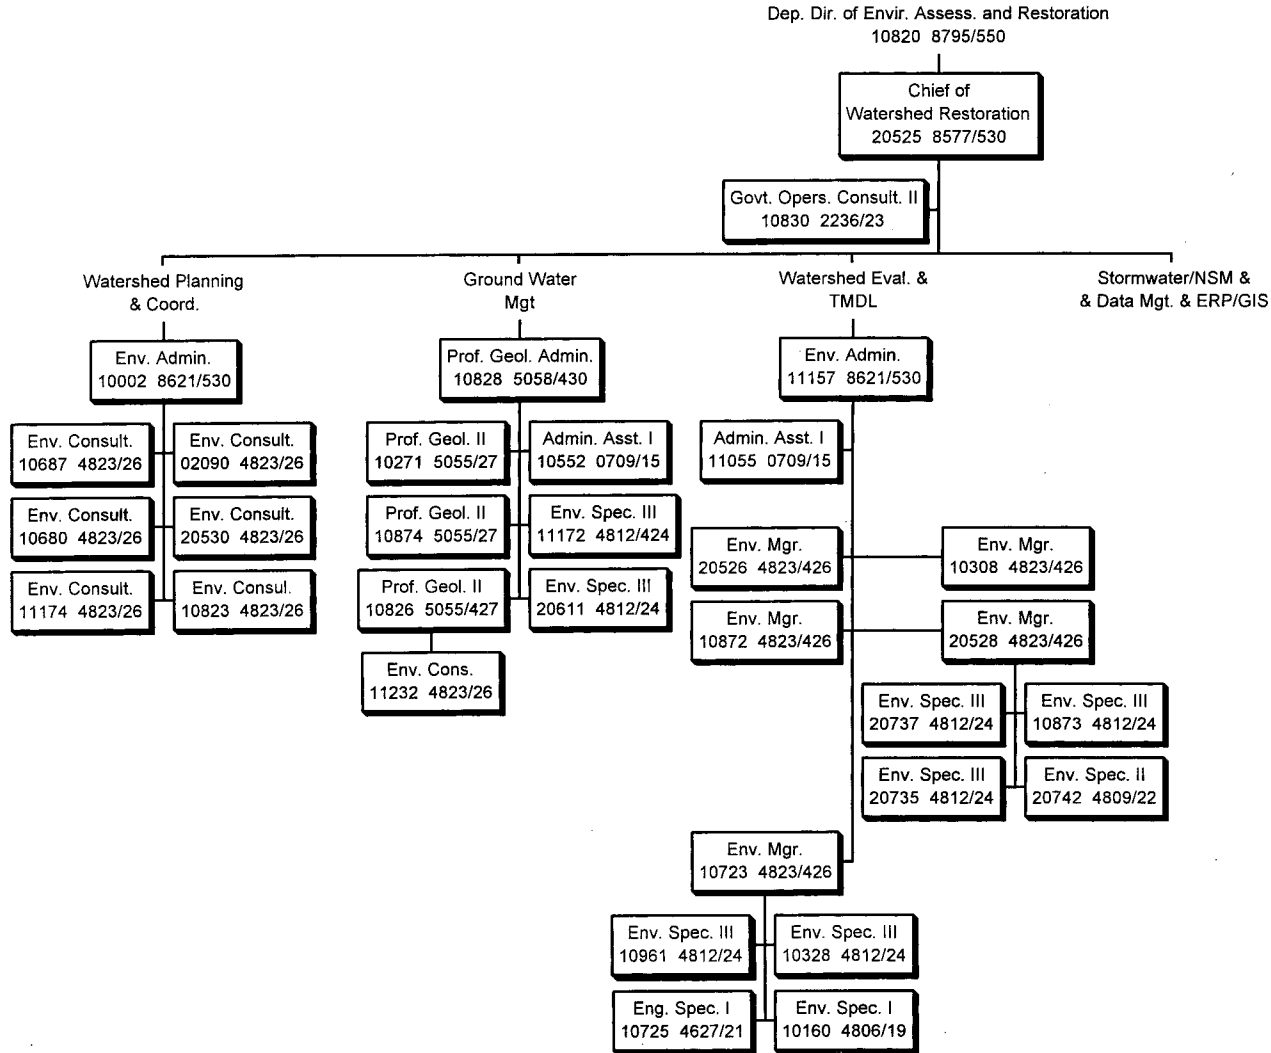 Dep. Dir. of Envir. Assess. and Restoration
10820 8795/550
Chief of
Watershed Restoration
20525 8577/530
Govt. Opers. Consult. II
10830 2236/23
Watershed Planning
& Coord.
Env. Admin.
10002 8621/530
Env. Consult.
10687 4823/26
Env. Consult.
02090 4823/26
Env. Consult.
10680 4823/26
Env. Consult.
20530 4823/26
Env. Consult.
11174 4823/26
Env. Consul.
10823 4823/26
Ground Water
Mgt
Prof. Geol. Admin.
10828 5058/430
Prof. Geol. II
10271 5055/27
Admin. Asst. I
10552 0709/15
Prof. Geol. II
10874 5055/27
Env. Spec. III
11172 4812/424
Prof. Geol. II
10826 5055/427
Env. Spec. III
20611 4812/24
Env. Cons.
11232 4823/26
Watershed Eval. &
TMDL
Env. Admin.
11157 8621/530
Admin. Asst. I
11055 0709/15
Env. Mgr.
20526 4823/426
Env. Mgr.
10308 4823/426
Env. Mgr.
10872 4823/426
Env. Mgr.
20528 4823/426
Env. Spec. III
20737 4812/24
Env. Spec. III
10873 4812/24
Env. Spec. III
20735 4812/24
Env. Spec. II
20742 4809/22
Env. Mgr.
10723 4823/426
Env. Spec. III
10961 4812/24
Env. Spec. III
10328 4812/24
Eng. Spec. I
10725 4627/21
Env. Spec. I
10160 4806/19
Stormwater/NSM &
& Data Mgt. & ERP/GIS